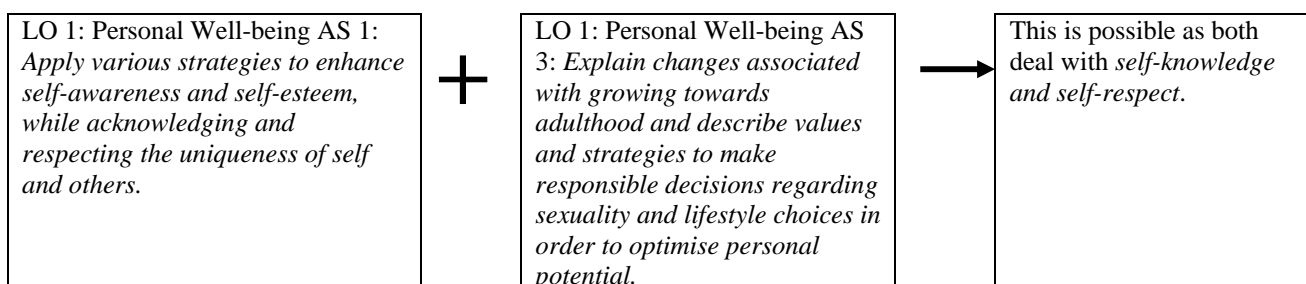 LO 1: Personal Well-being AS 1:
Apply various strategies to enhance
self-awareness and self-esteem,
while acknowledging and
respecting the uniqueness of self
and others.
+
LO 1: Personal Well-being AS
3: Explain changes associated
with growing towards
adulthood and describe values
and strategies to make
responsible decisions regarding
sexuality and lifestyle choices in
order to optimise personal
potential.
This is possible as both
deal with self-knowledge
and self-respect.